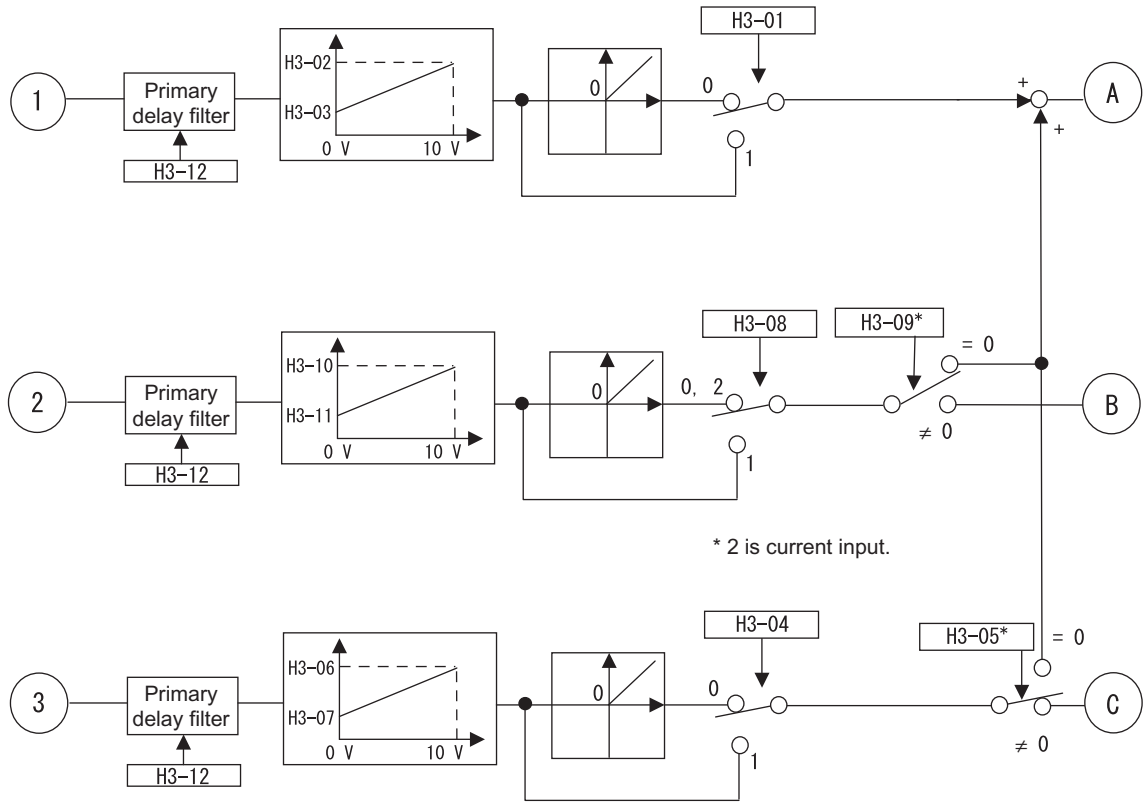 H3-01
H3-02
H3-03
0 V 10 V
1
Primary
delay filter
H3-12
0
0
1
+
+
A
H3-08
H3-09*
H3-10
H3-11
0 V 10 V
2
Primary
delay filter
H3-12
0
0, 2
1
= 0
≠ 0
B
* 2 is current input.
H3-04
H3-05*
= 0
H3-06
H3-07
0 V 10 V
3
Primary
delay filter
H3-12
0
0
1
≠ 0
C